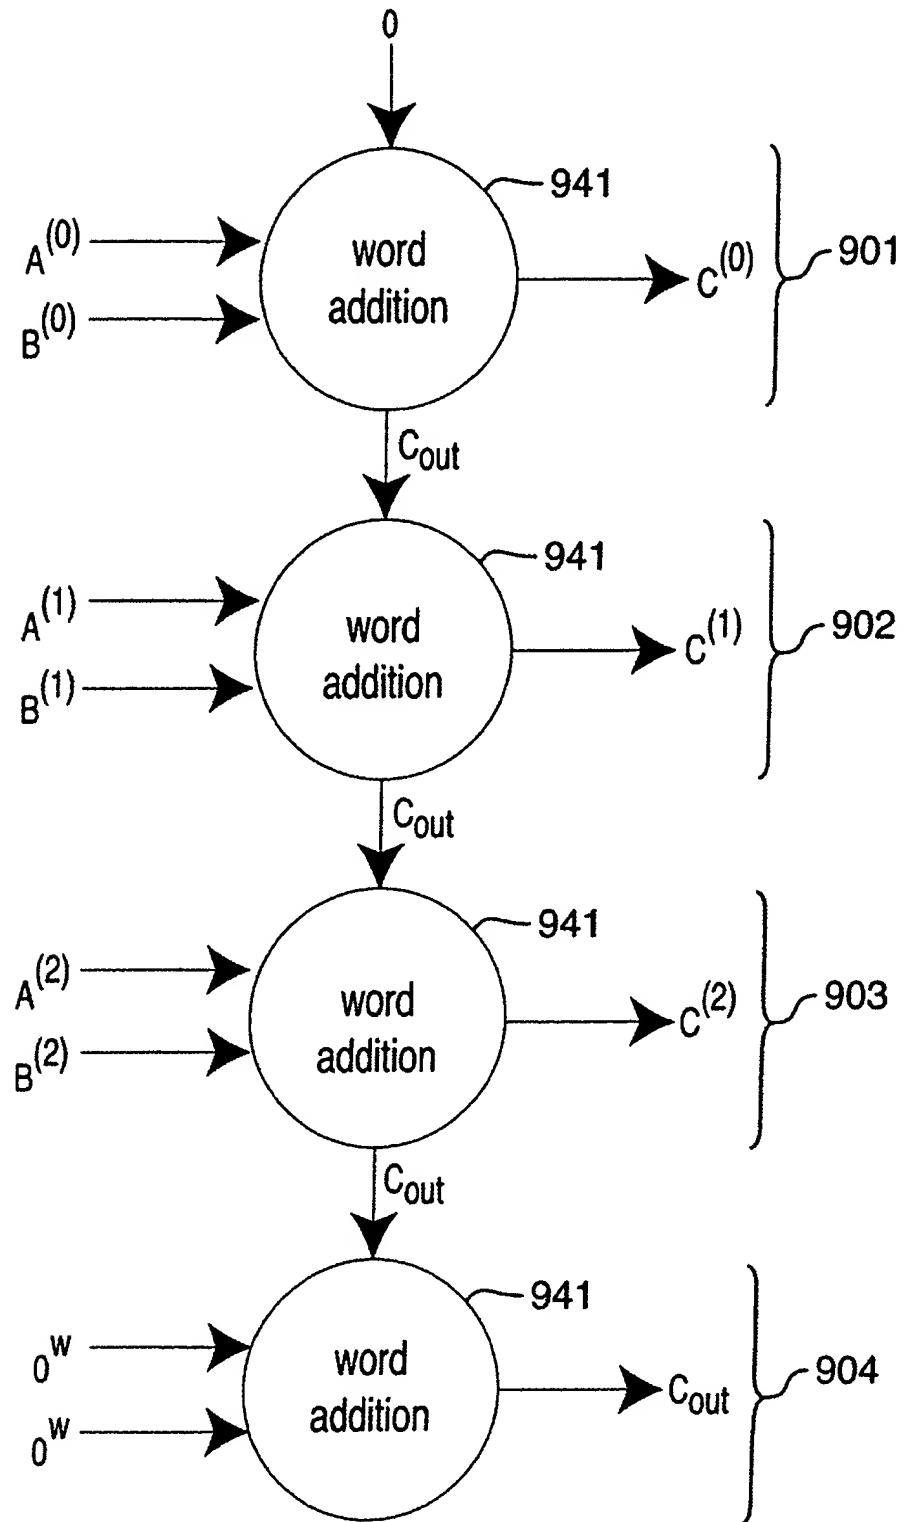 0
941
A(0)
word
addition
B(0)
C(0)
901
Cout
941
A(1)
word
addition
B(1)
C(1)
902
Cout
941
A(2)
word
addition
B(2)
C(2)
903
Cout
941
0w
word
addition
0w
Cout
904